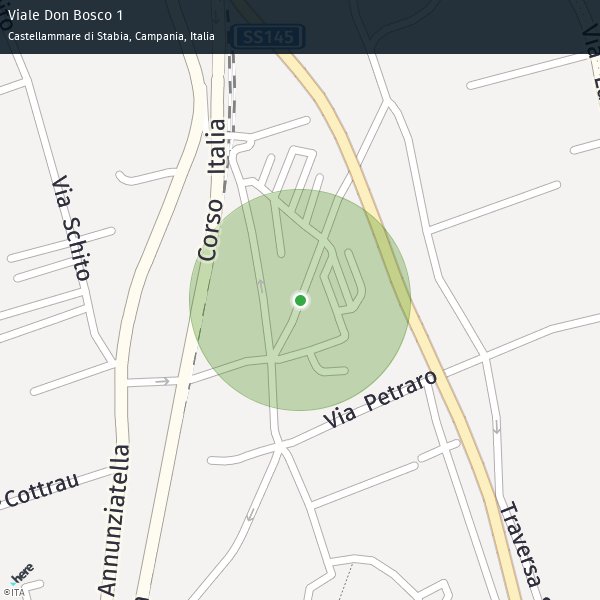 Viale Don Bosco 1
Castellammare di Stabia, Campania, Italia
SS145
Corso Italia
Via Schito
Via Petraro
Cottrau
Annunziatella
Traversa
here
©ITA